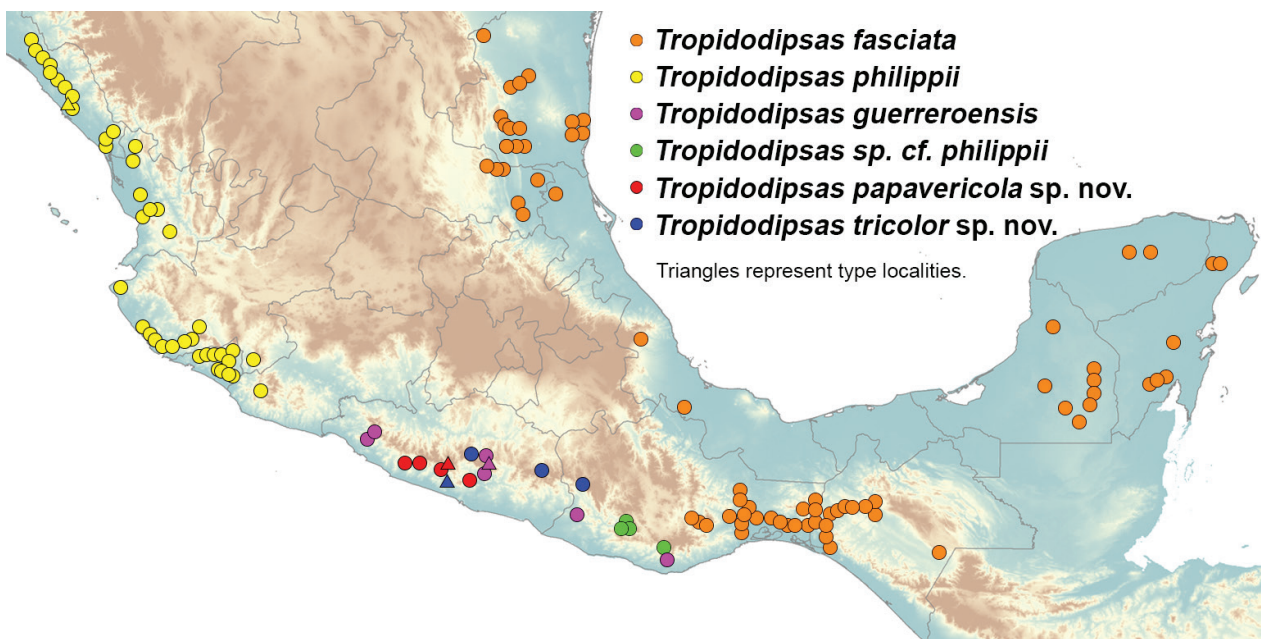 Tropidodipsas fasciata
Tropidodipsas philippii
Tropidodipsas guerreroensis
Tropidodipsas sp. cf. philippii
Tropidodipsas papavericola sp. nov.
Tropidodipsas tricolor sp. nov.
Triangles represent type localities.